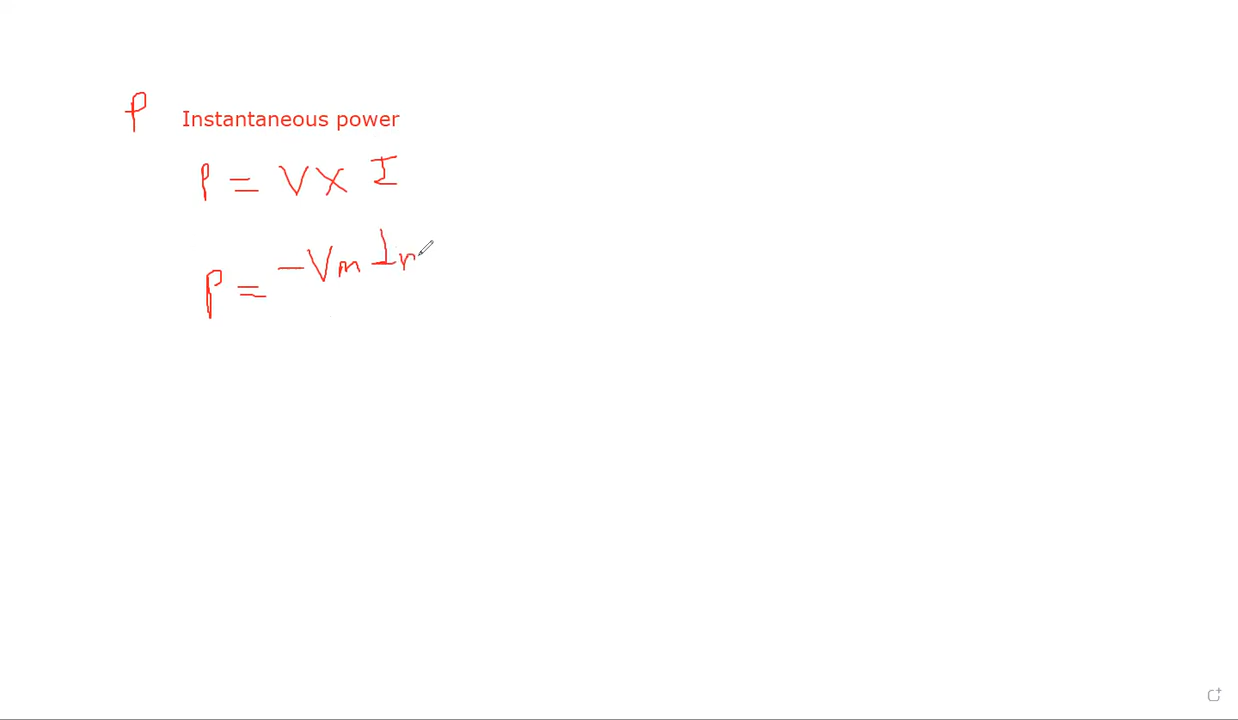 P Instantaneous power
P = V X I
P = - Vm Im